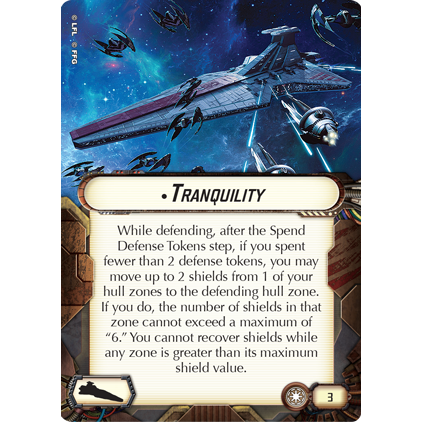 © LFL © FFG
• TRANQUILITY
While defending, after the Spend
Defense Tokens step, if you spent
fewer than 2 defense tokens, you may
move up to 2 shields from 1 of your
hull zones to the defending hull zone.
If you do, the number of shields in that
zone cannot exceed a maximum of
“6.” You cannot recover shields while
any zone is greater than its maximum
shield value.
3